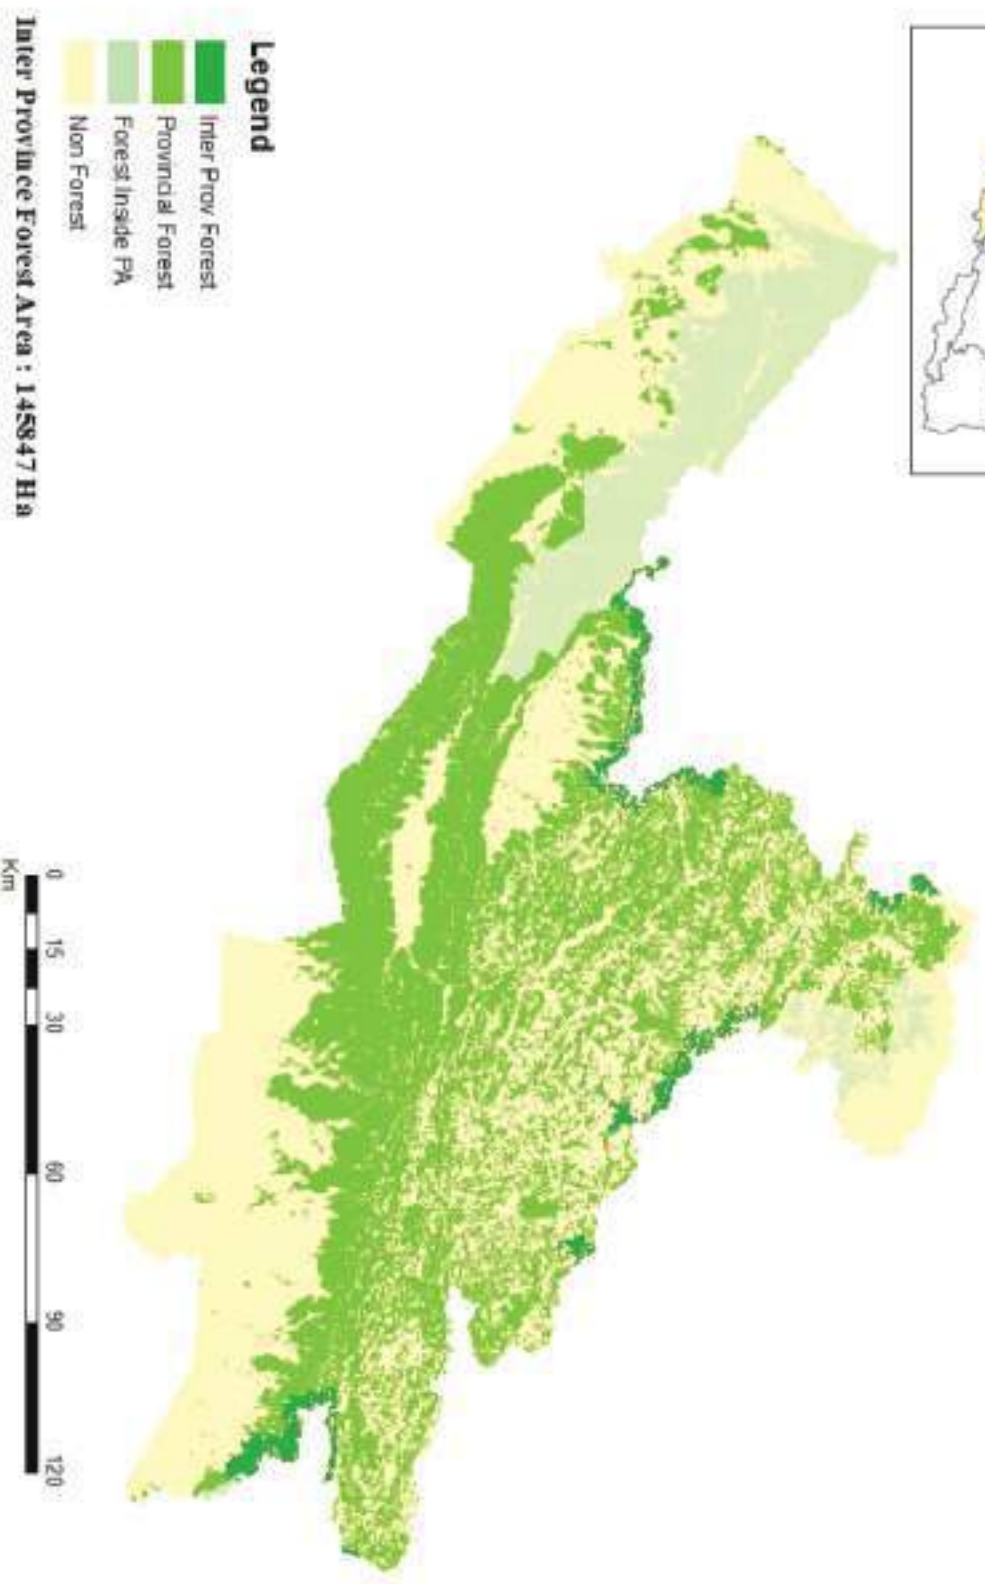 Legend
Inter Prov Forest
Provincial Forest
Forest Inside PA
Non Forest
Inter Province Forest Area : 145847 Ha
0 15 30 60 90 120
Km